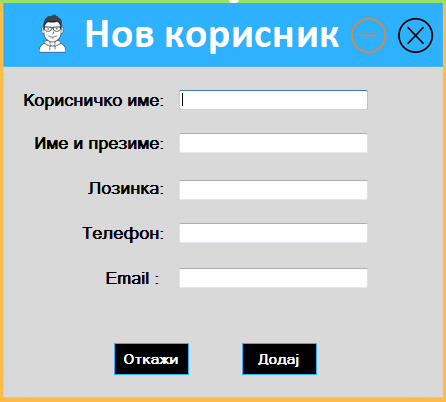 Нов корисник
Корисничко име:
Име и презиме:
Лозинка:
Телефон:
Email :
Откажи Додај